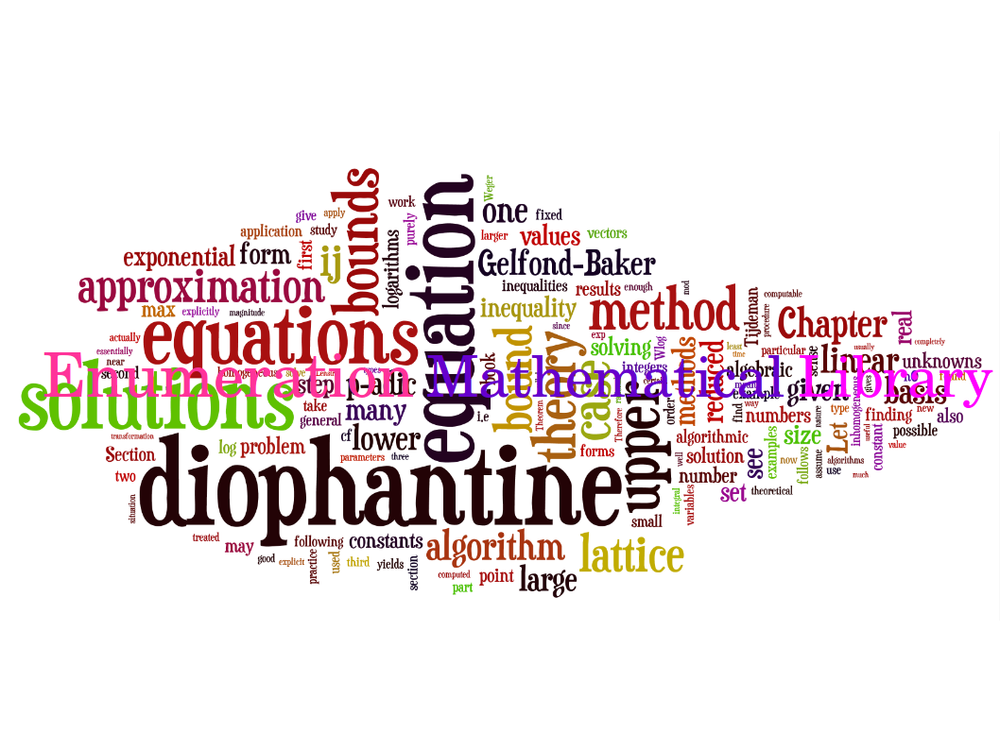 Enumeration Mathematical Library
bounds
work
equation
Weger
one
fixed
give
apply
purely
application
study
larger
values
vectors
exponential
form
first
ij
logarithms
Gelfond-Baker
approximation
inequalities
results
enough
mod
max
explicitly
magnitude
inequality
method
Tijdeman
computable
procedure
equations
since
Chapter
real
actually
exp
solving
Wlog
usually
completely
essentially
bound
theory
methods
reduced
least
time
linear
unknowns
near
second
homogeneous
types
book
case
integers
algebraic
sense
solutions
step
p-adic
upper
example
given
gives
basis
take
many
i.e
Theorem
Therefore
order
find
way
numbers
nature
type
inhomogeneous
finding
new
also
general
transformation
cf
lower
algorithmic
size
Let
useful
constant
possible
Section
log
problem
parameters
three
forms
well
solution
see
examples
now
follows
assume
algorithms
use
value
much
two
diophantine
number
set
theoretical
situation
small
integral
variables
treated
may
following
constants
algorithm
lattice
good
explicit
practice
used
third
yields
section
computed
part
point
large